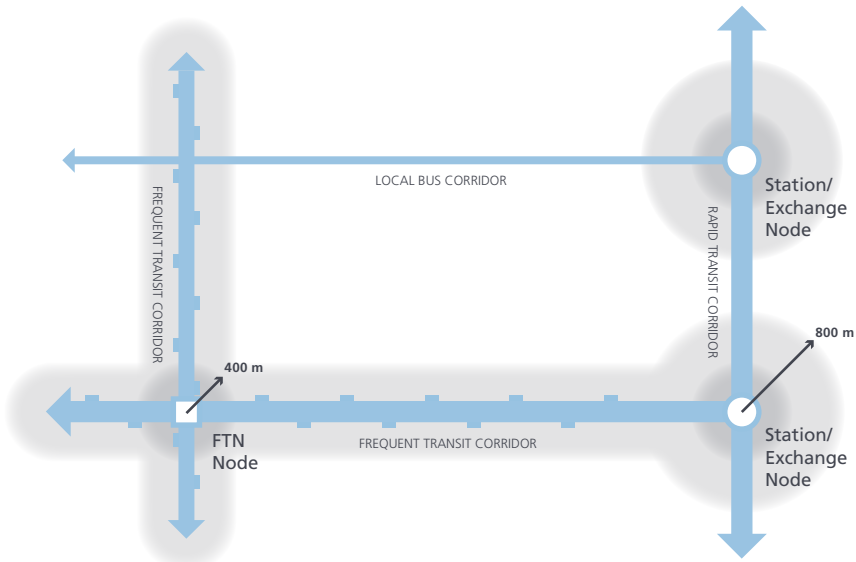 LOCAL BUS CORRIDOR
Station/
Exchange
Node
FREQUENT TRANSIT CORRIDOR
RAPID TRANSIT CORRIDOR
800 m
400 m
FTN
Node
FREQUENT TRANSIT CORRIDOR
Station/
Exchange
Node